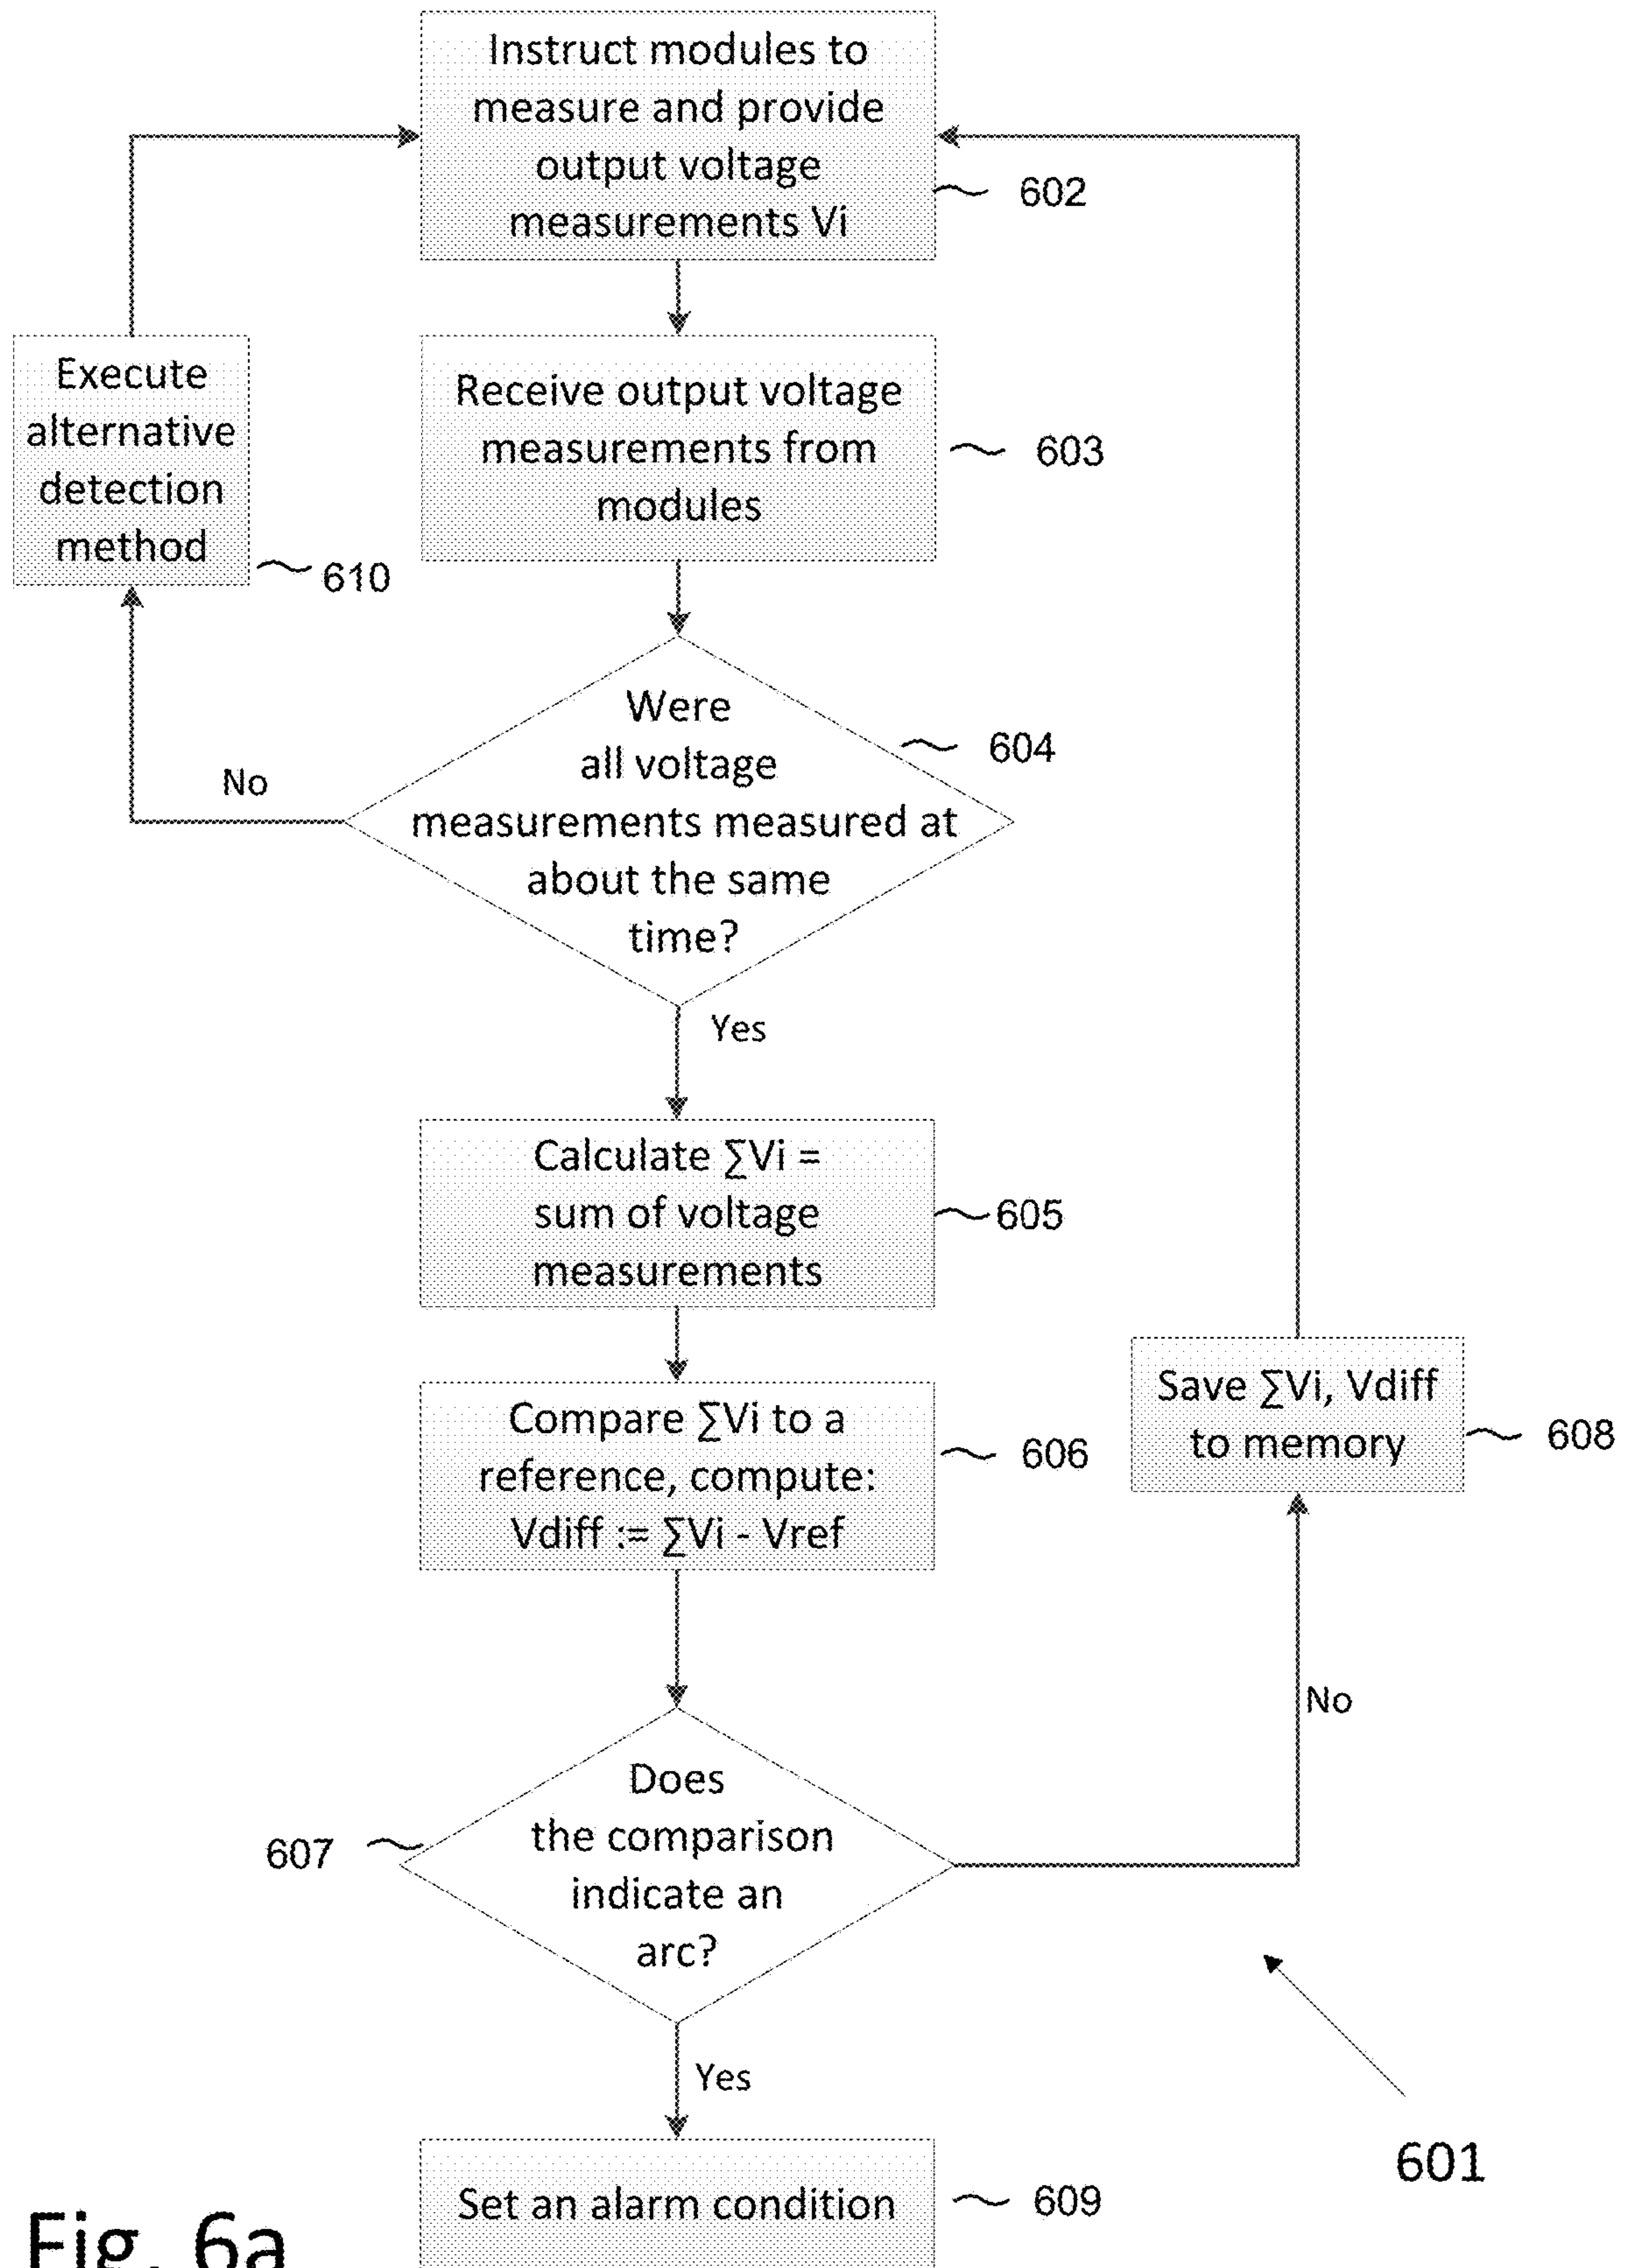 Instruct modules to
measure and provide
output voltage
measurements Vi
602
Execute
alternative
detection
method
610
Receive output voltage
measurements from
modules
603
Were
all voltage
measurements measured at
about the same
time?
604
No
Yes
Calculate ∑Vi =
sum of voltage
measurements
605
Compare ∑Vi to a
reference, compute:
Vdiff := ∑Vi - Vref
606
Save ∑Vi, Vdiff
to memory
608
No
Does
the comparison
indicate an
arc?
607
Yes
601
Set an alarm condition
609
Fig. 6a